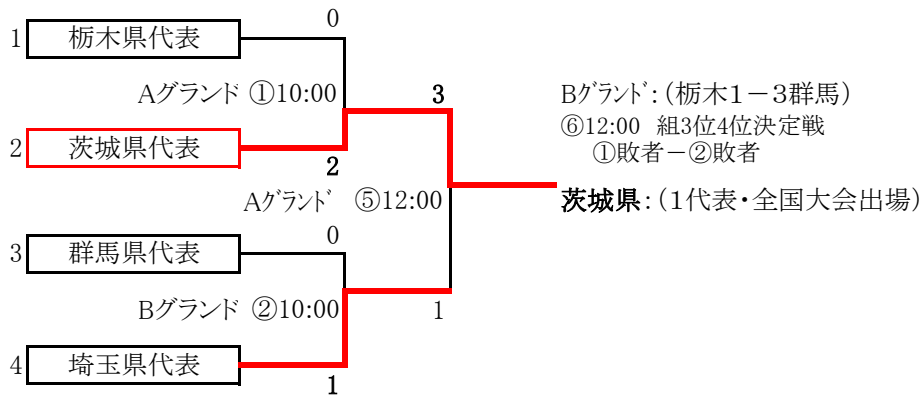 0
1 栃木県代表
Aグランド ①10:00
3
2 茨城県代表
2
Bグランド:(栃木1-3群馬)
⑥12:00 組3位4位決定戦
①敗者-②敗者
Aグランド ⑤12:00
茨城県:(1代表・全国大会出場)
0
3 群馬県代表
Bグランド ②10:00
1
4 埼玉県代表
1